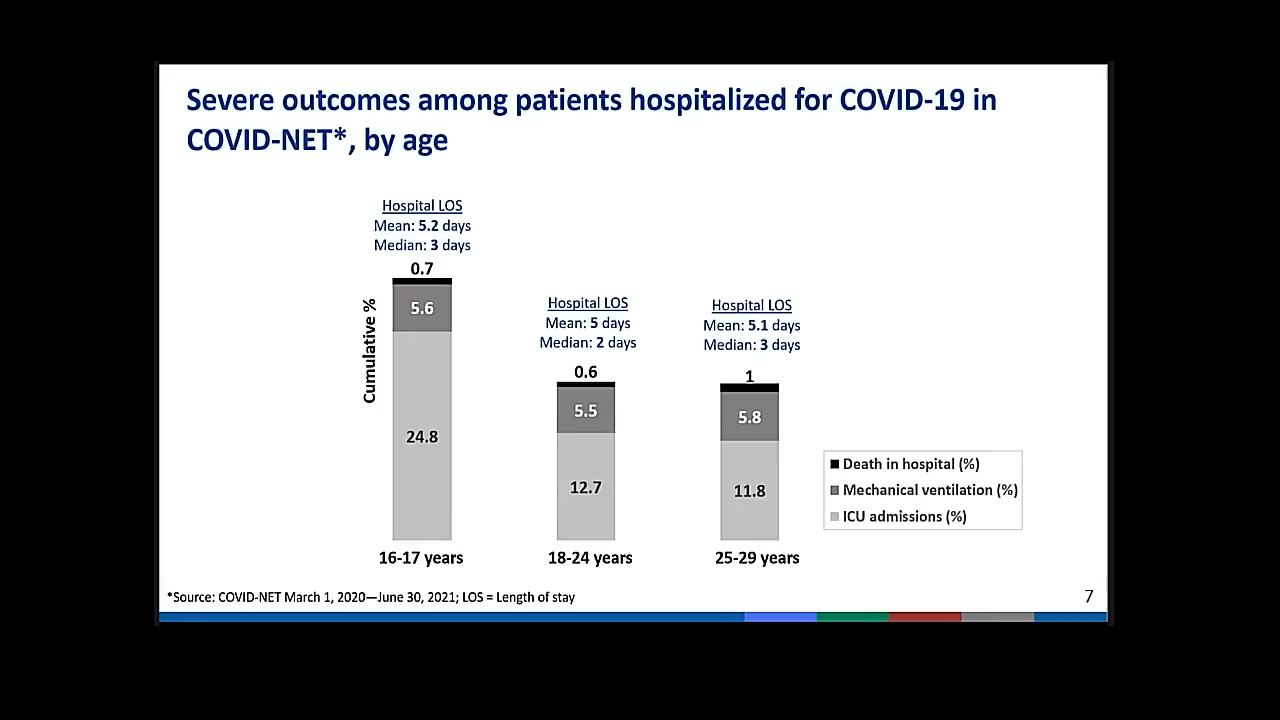 Severe outcomes among patients hospitalized for COVID-19 in
COVID-NET*, by age
Hospital LOS
Mean: 5.2 days
Median: 3 days
0.7
5.6
24.8
Cumulative %
16-17 years
Hospital LOS
Mean: 5 days
Median: 2 days
0.6
5.5
12.7
18-24 years
Hospital LOS
Mean: 5.1 days
Median: 3 days
1
5.8
11.8
25-29 years
Death in hospital (%)
Mechanical ventilation (%)
ICU admissions (%)
*Source: COVID-NET March 1, 2020—June 30, 2021; LOS = Length of stay
7